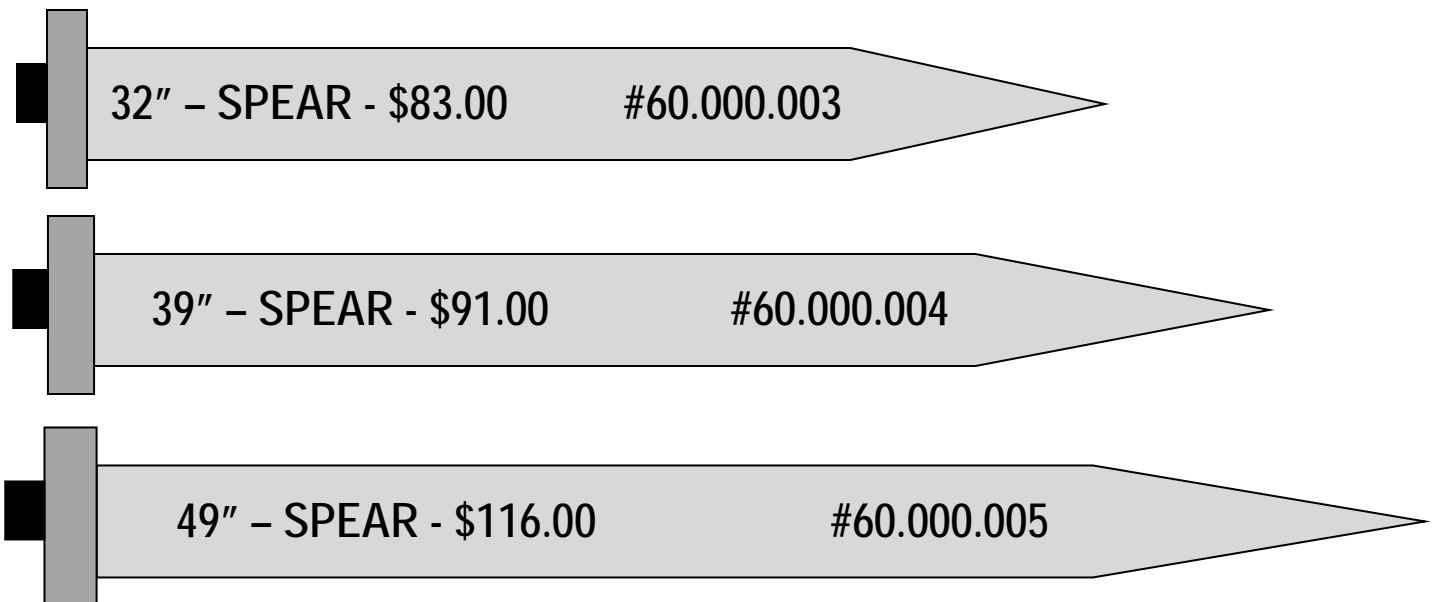 32" – SPEAR - $83.00 #60.000.003
39" – SPEAR - $91.00 #60.000.004
49" – SPEAR - $116.00 #60.000.005